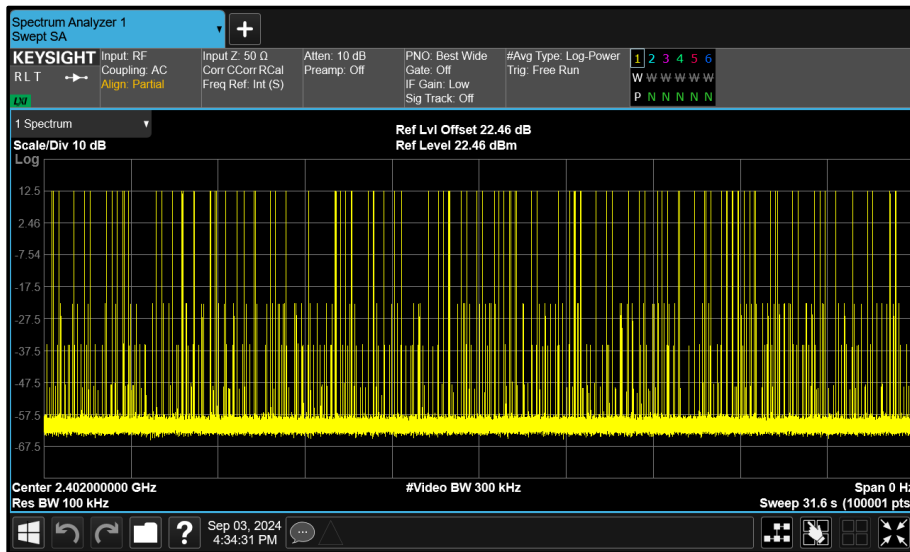 Spectrum Analyzer 1
Swept SA
KEYSIGHT
R L T
LXI
Input: RF
Coupling: AC
Align: Partial
Input Z: 50 Ω
Corr CCorr RCal
Freq Ref: Int (S)
Atten: 10 dB
Preamp: Off
PNO: Best Wide
Gate: Off
IF Gain: Low
Sig Track: Off
#Avg Type: Log-Power
Trig: Free Run
1 2 3 4 5 6
W W W W W W
P N N N N N
1 Spectrum
Scale/Div 10 dB
Ref Lvl Offset 22.46 dB
Ref Level 22.46 dBm
Log
12.5
2.46
-7.54
-17.5
-27.5
-37.5
-47.5
-57.5
-67.5
Center 2.402000000 GHz
Res BW 100 kHz
#Video BW 300 kHz
Span 0 Hz
Sweep 31.6 s (100001 pts
?
Sep 03, 2024
4:34:31 PM